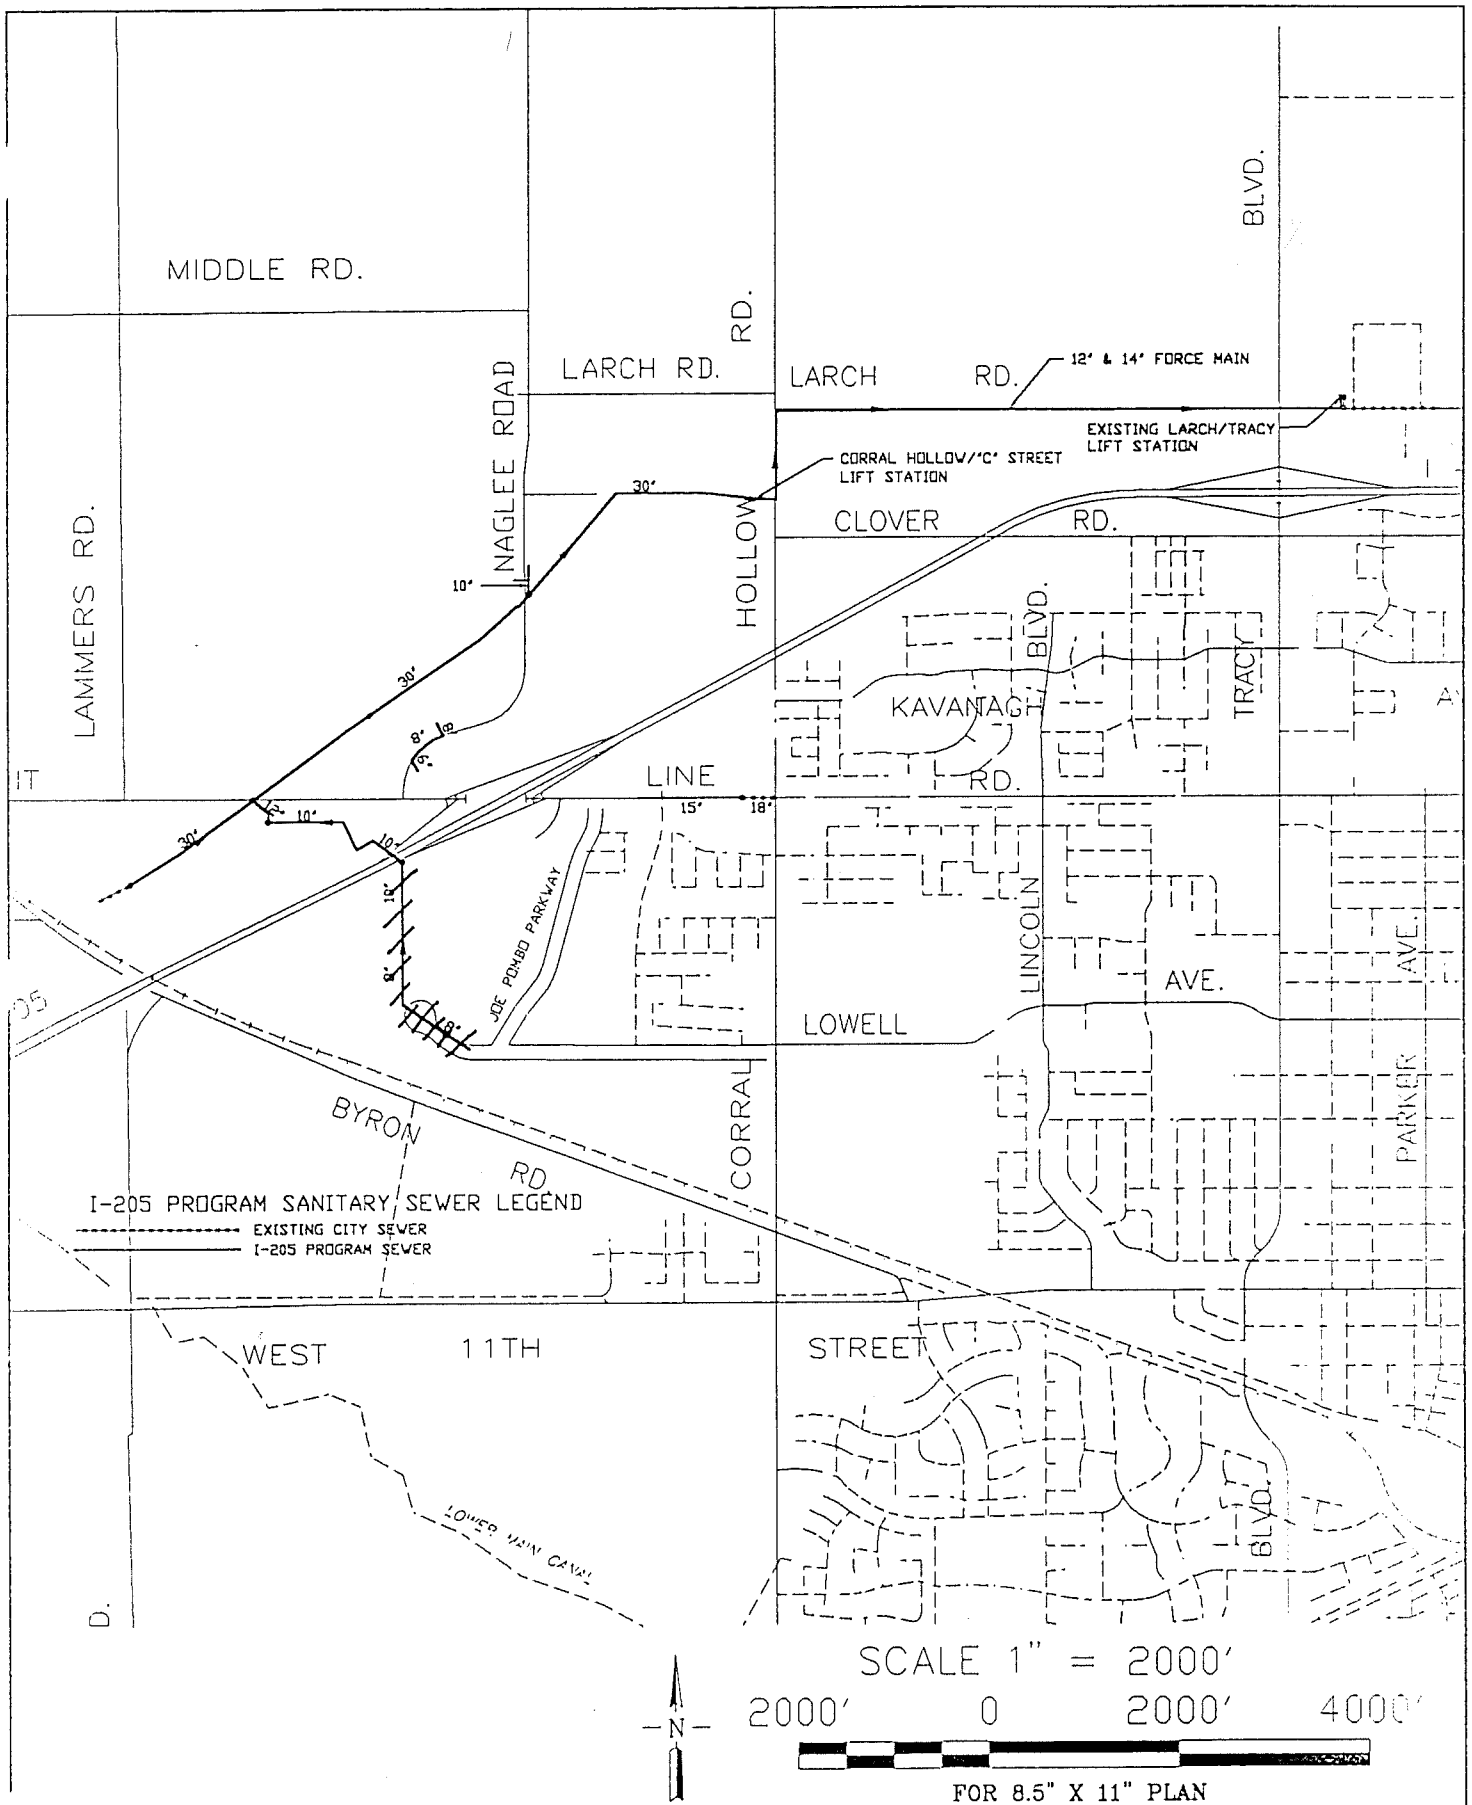 BLVD.
MIDDLE RD.
RD.
LARCH RD.
LARCH RD.
12" & 14" FORCE MAIN
NAGLEE ROAD
EXISTING LARCH/TRACY
LIFT STATION
CORRAL HOLLOW/"C" STREET
LIFT STATION
30"
HOLLOW
CLOVER RD.
LAMMERS RD.
10"
BLVD.
30"
TRACY
KAVANAGH
8"
8"
6"
IT
LINE
RD.
15"
18"
12"
10"
30"
10"
10"
JOE POMBO PARKWAY
LINCOLN
AVE.
AVE.
8"
05
8"
LOWELL
PARKER
BYRON
RD
CORRAL
I-205 PROGRAM SANITARY SEWER LEGEND
EXISTING CITY SEWER
I-205 PROGRAM SEWER
WEST 11TH STREET
LOWER MAIN CANAL
BLVD.
D.
SCALE 1" = 2000'
2000' 0 2000' 4000'
N
FOR 8.5" X 11" PLAN